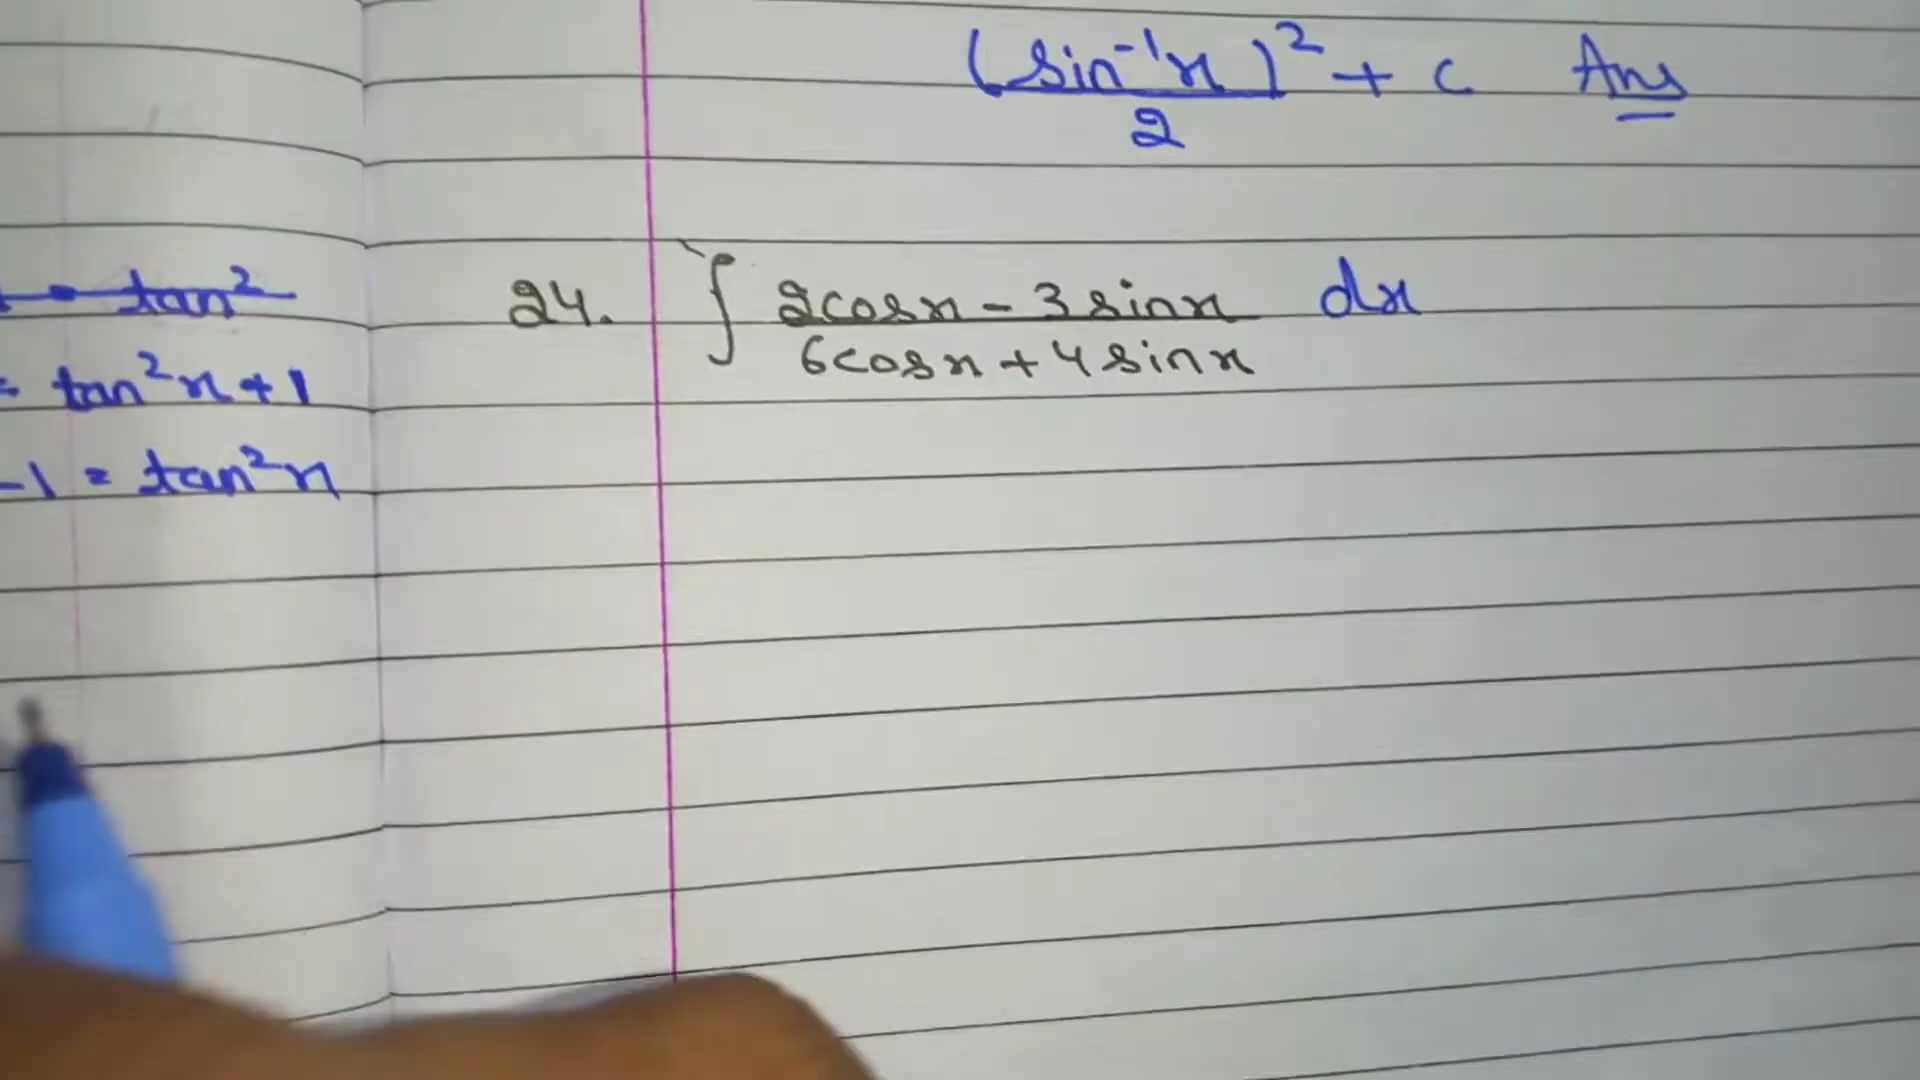 (sin⁻¹x)²/2 + c Ans
tan²
= tan²x + 1
-1 = tan²x
24. ∫ (2cosx - 3sinx)/(6cosx + 4sinx) dx